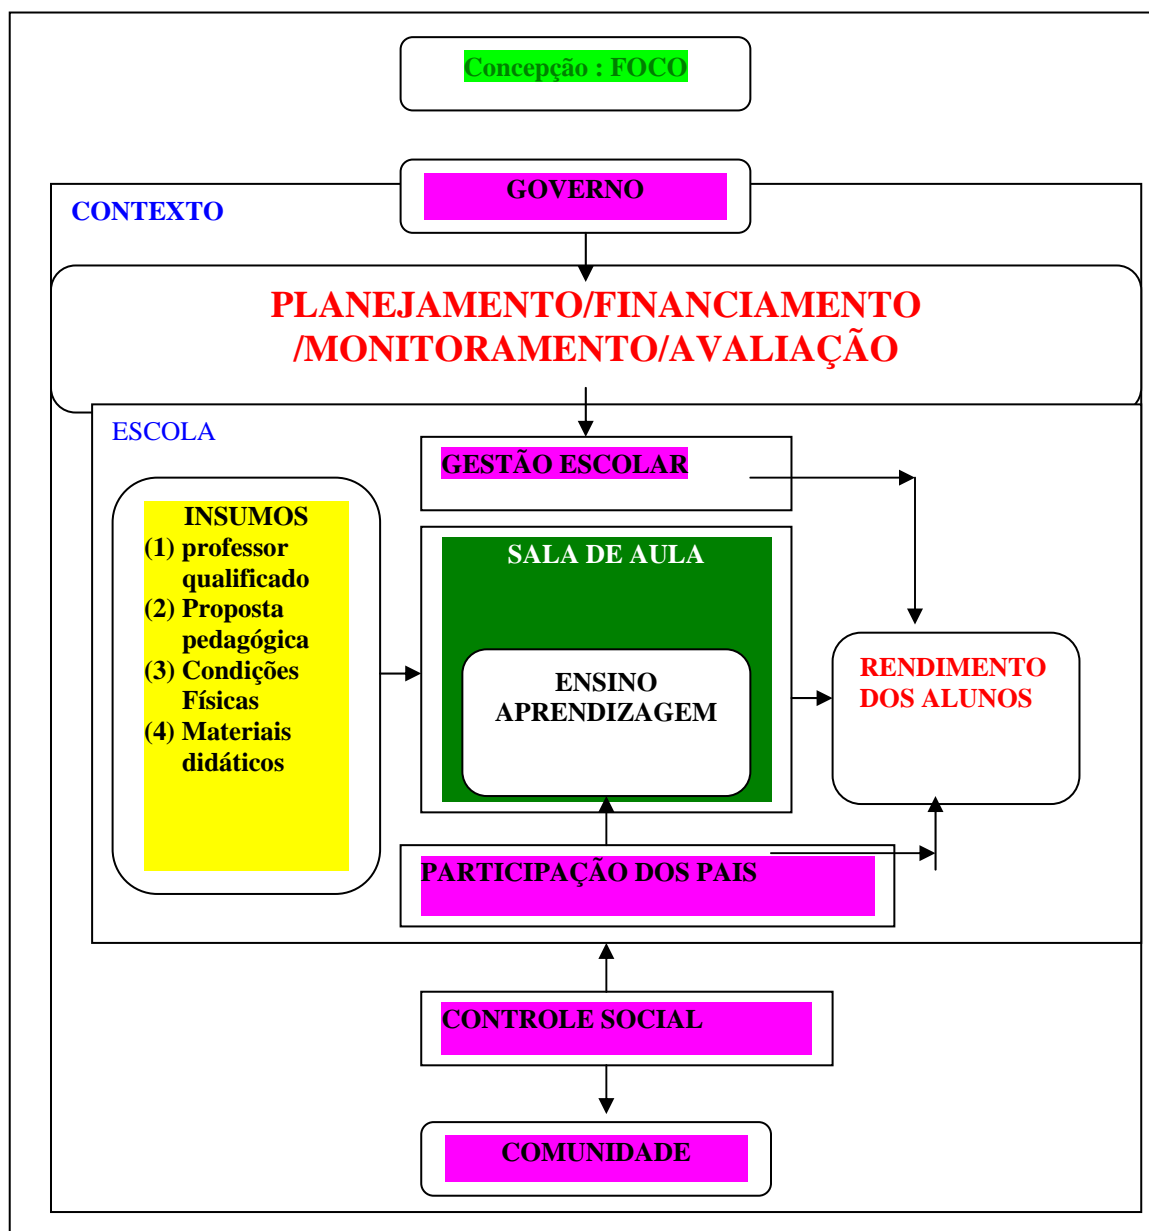 Concepção : FOCO
GOVERNO
CONTEXTO
PLANEJAMENTO/FINANCIAMENTO
/MONITORAMENTO/AVALIAÇÃO
ESCOLA
GESTÃO ESCOLAR
INSUMOS
(1) professor
qualificado
(2) Proposta
pedagógica
(3) Condições
Físicas
(4) Materiais
didáticos
SALA DE AULA
ENSINO
APRENDIZAGEM
RENDIMENTO
DOS ALUNOS
PARTICIPAÇÃO DOS PAIS
CONTROLE SOCIAL
COMUNIDADE